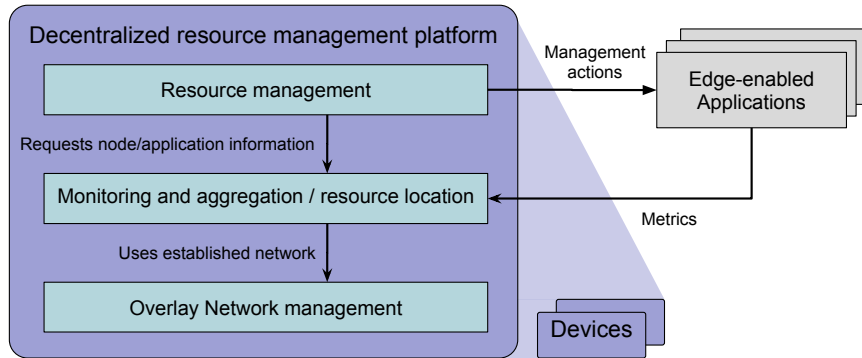 Decentralized resource management platform
Resource management
Requests node/application information
Monitoring and aggregation / resource location
Uses established network
Overlay Network management
Management
actions
Edge-enabled
Applications
Metrics
Devices